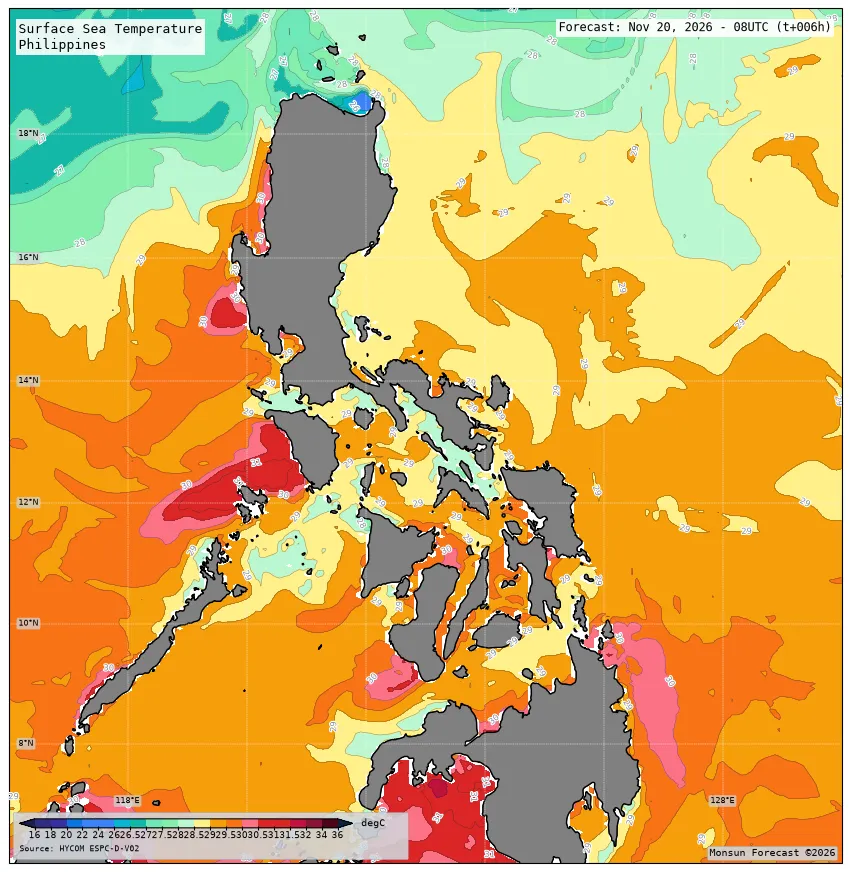 Surface Sea Temperature
Philippines
Forecast: Nov 20, 2026 - 08UTC (t+006h)
18°N
16°N
14°N
12°N
10°N
8°N
118°E
128°E
16 18 20 22 24 26 26.5 27 27.5 28 28.5 29 29.5 30 30.5 31 31.5 32 34 36 degC
Source: HYCOM ESPC-D-V02
Monsun Forecast ©2026